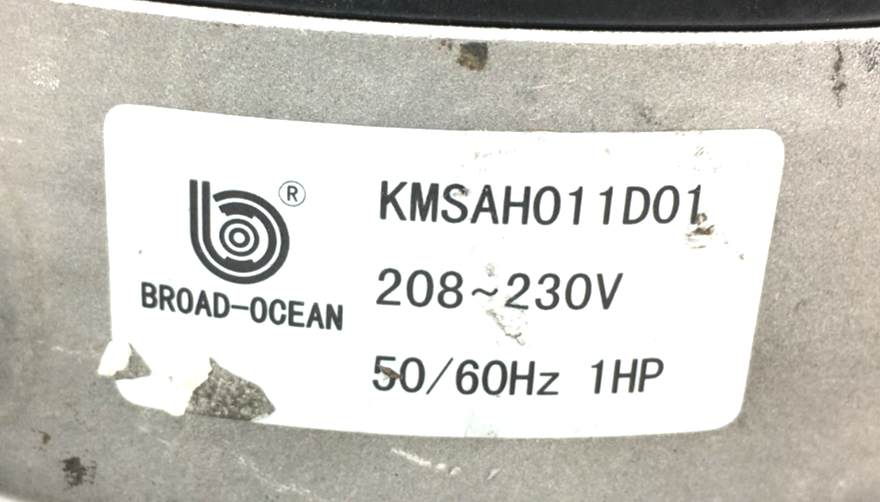 ®
BROAD-OCEAN
KMSAH011D01
208~230V
50/60Hz 1HP